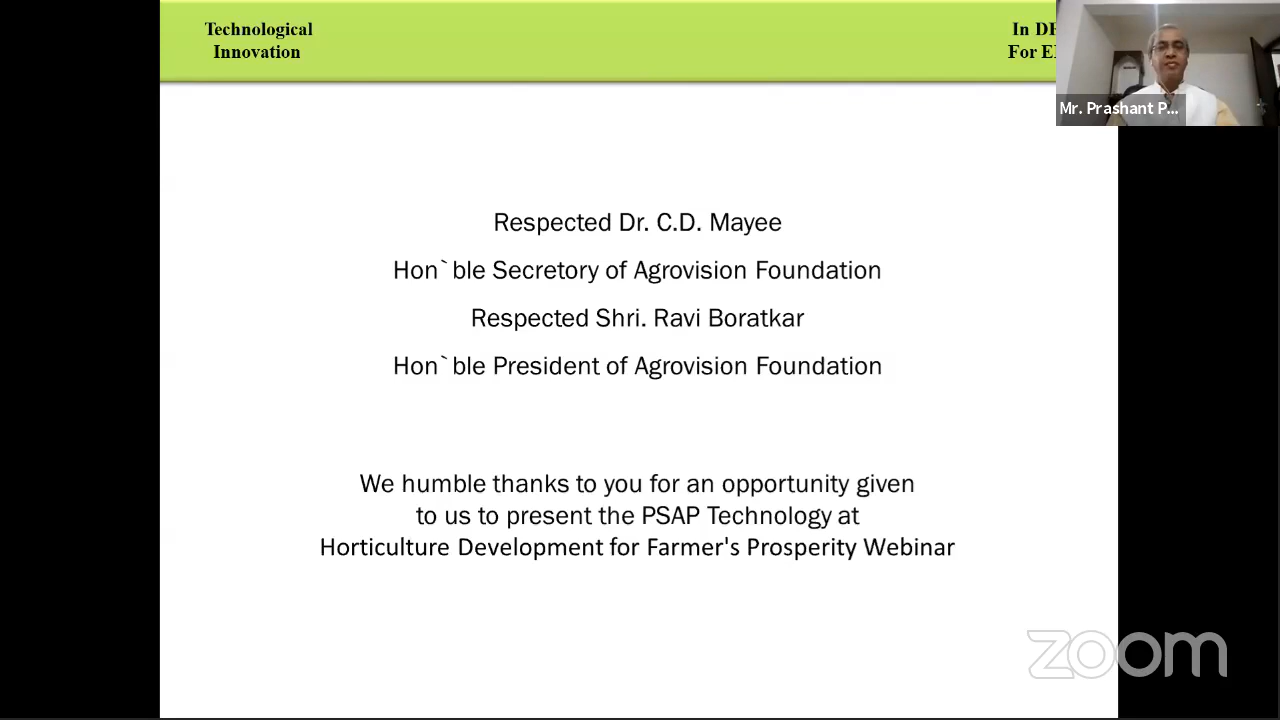 Technological
Innovation
In
For
Mr. Prashant P...
Respected Dr. C.D. Mayee
Hon`ble Secretory of Agrovision Foundation
Respected Shri. Ravi Boratkar
Hon`ble President of Agrovision Foundation
We humble thanks to you for an opportunity given
to us to present the PSAP Technology at
Horticulture Development for Farmer's Prosperity Webinar
zoom